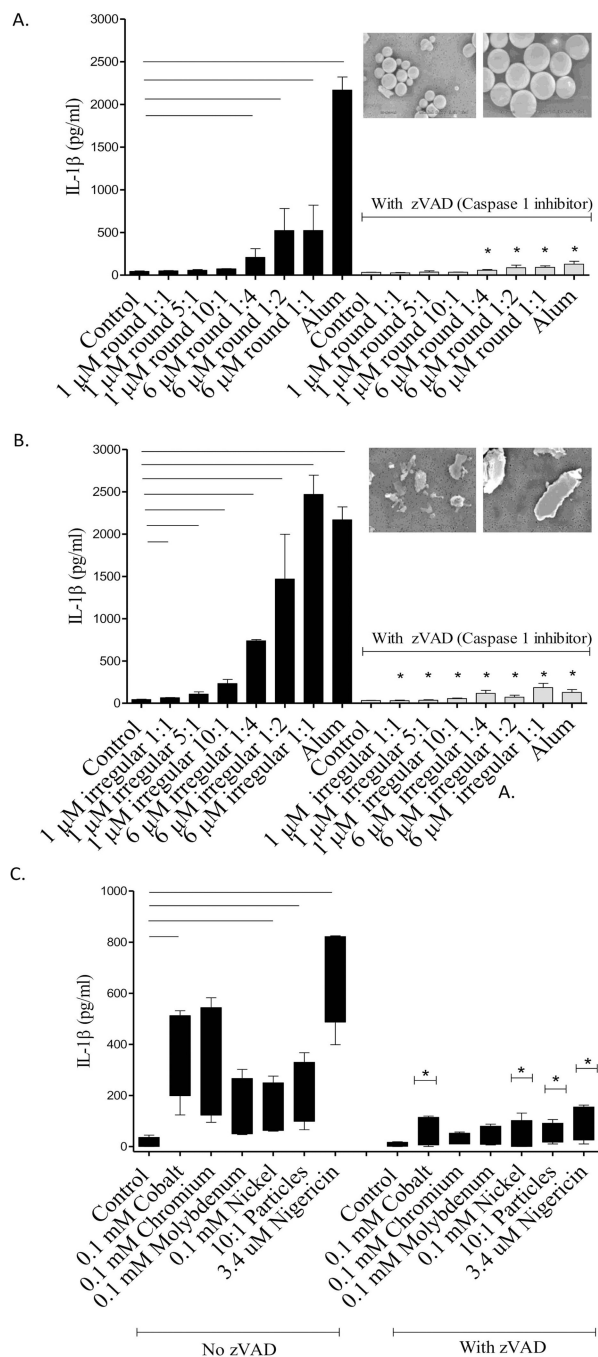 A.
IL-1β (pg/ml)
3000
2500
2000
1500
1000
500
0
With zVAD (Caspase 1 inhibitor)
* * * *
Control
1 μM round 1:1
1 μM round 5:1
1 μM round 10:1
6 μM round 1:4
6 μM round 1:2
6 μM round 1:1
Alum
Control
1 μM round 1:1
1 μM round 5:1
1 μM round 10:1
6 μM round 1:4
6 μM round 1:2
6 μM round 1:1
Alum
B.
IL-1β (pg/ml)
3000
2500
2000
1500
1000
500
0
With zVAD (Caspase 1 inhibitor)
* * * * * * *
Control
1 μM irregular 1:1
1 μM irregular 5:1
1 μM irregular 10:1
6 μM irregular 1:4
6 μM irregular 1:2
6 μM irregular 1:1
Alum
Control
1 μM irregular 1:1
1 μM irregular 5:1
1 μM irregular 10:1
6 μM irregular 1:4
6 μM irregular 1:2
6 μM irregular 1:1
Alum
A.
C.
IL-1β (pg/ml)
1000
800
600
400
200
0
* * * *
Control
0.1 mM Cobalt
0.1 mM Chromium
0.1 mM Molybdenum
0.1 mM Nickel
10:1 Particles
3.4 uM Nigericin
Control
0.1 mM Cobalt
0.1 mM Chromium
0.1 mM Molybdenum
0.1 mM Nickel
10:1 Particles
3.4 uM Nigericin
No zVAD
With zVAD